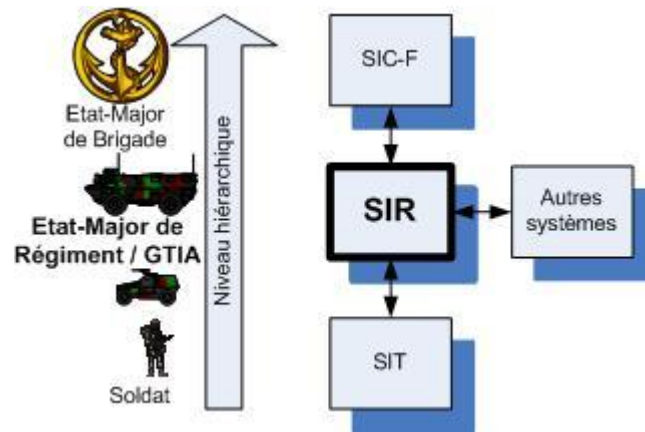 Etat-Major
de Brigade
Etat-Major de
Régiment / GTIA
Soldat
Niveau hiérarchique
SIC-F
SIR
Autres
systèmes
SIT